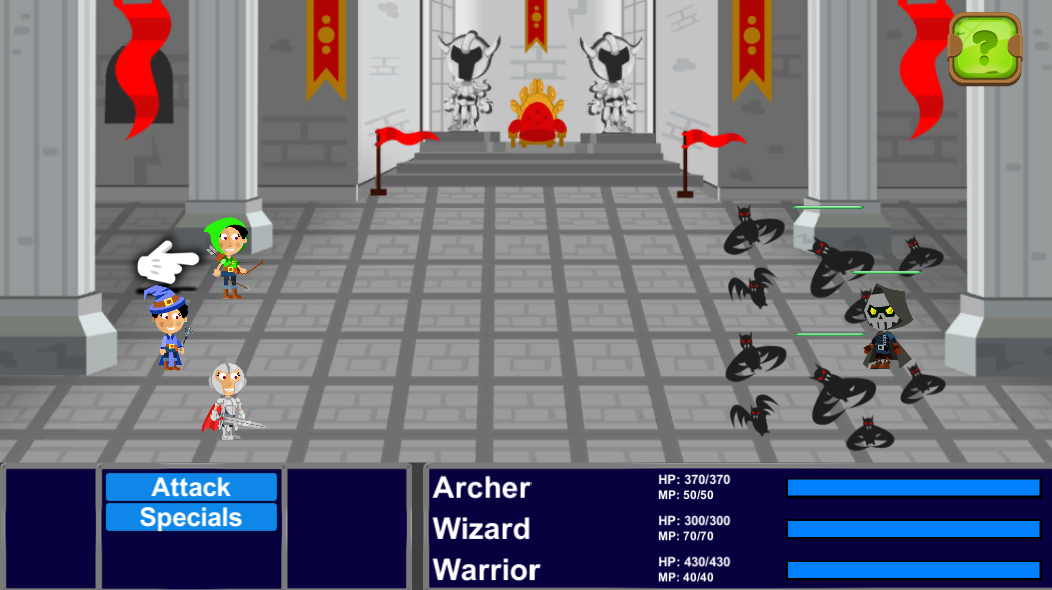 ?
Attack
Specials
Archer
HP: 370/370
MP: 50/50
Wizard
HP: 300/300
MP: 70/70
Warrior
HP: 430/430
MP: 40/40